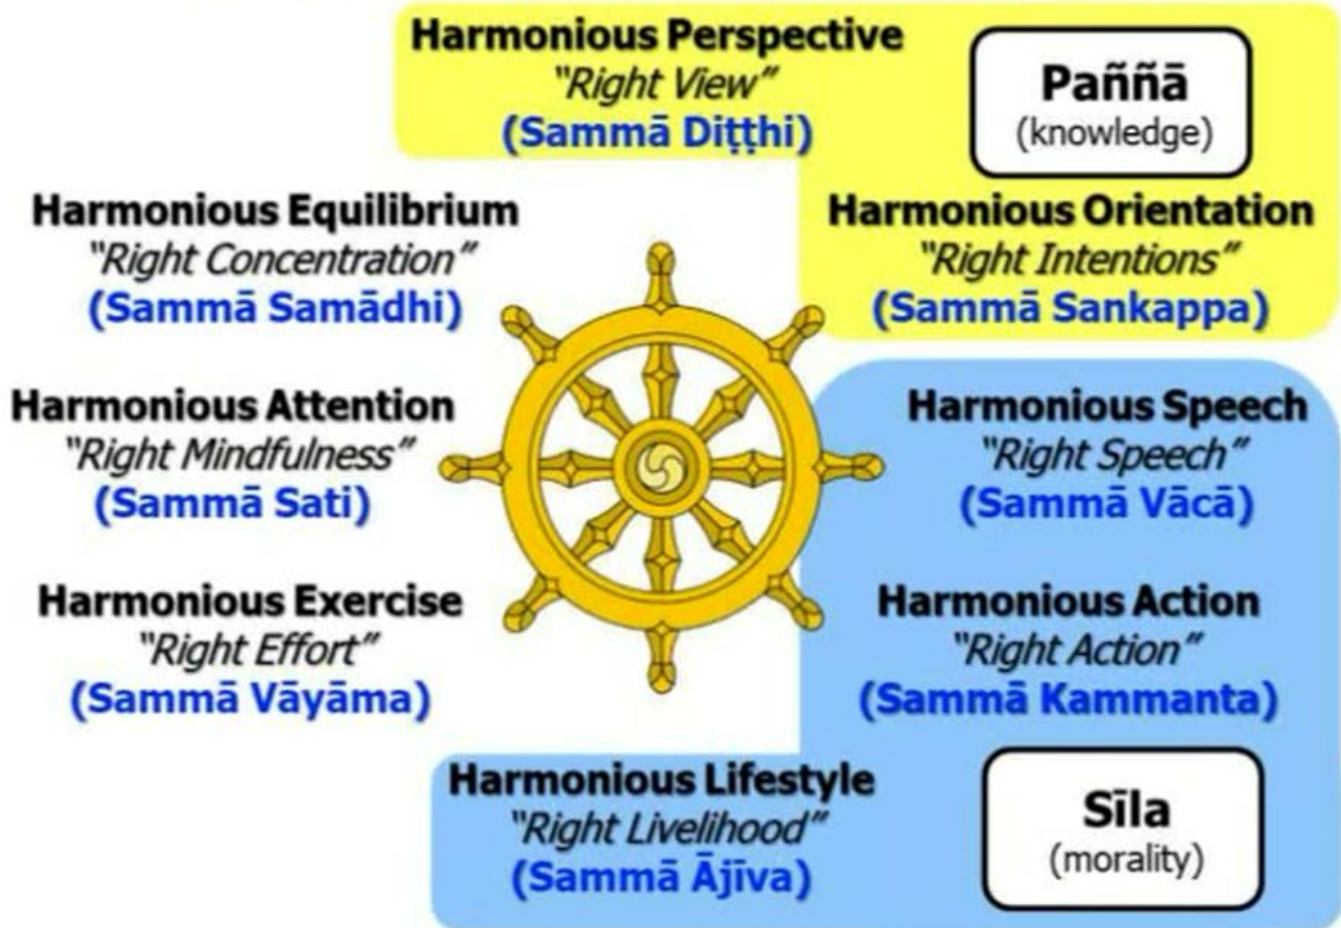 Harmonious Perspective
“Right View”
(Sammā Diṭṭhi)
Paññā
(knowledge)
Harmonious Orientation
“Right Intentions”
(Sammā Sankappa)
Harmonious Speech
“Right Speech”
(Sammā Vācā)
Harmonious Action
“Right Action”
(Sammā Kammanta)
Sīla
(morality)
Harmonious Lifestyle
“Right Livelihood”
(Sammā Ājīva)
Harmonious Exercise
“Right Effort”
(Sammā Vāyāma)
Harmonious Attention
“Right Mindfulness”
(Sammā Sati)
Harmonious Equilibrium
“Right Concentration”
(Sammā Samādhi)